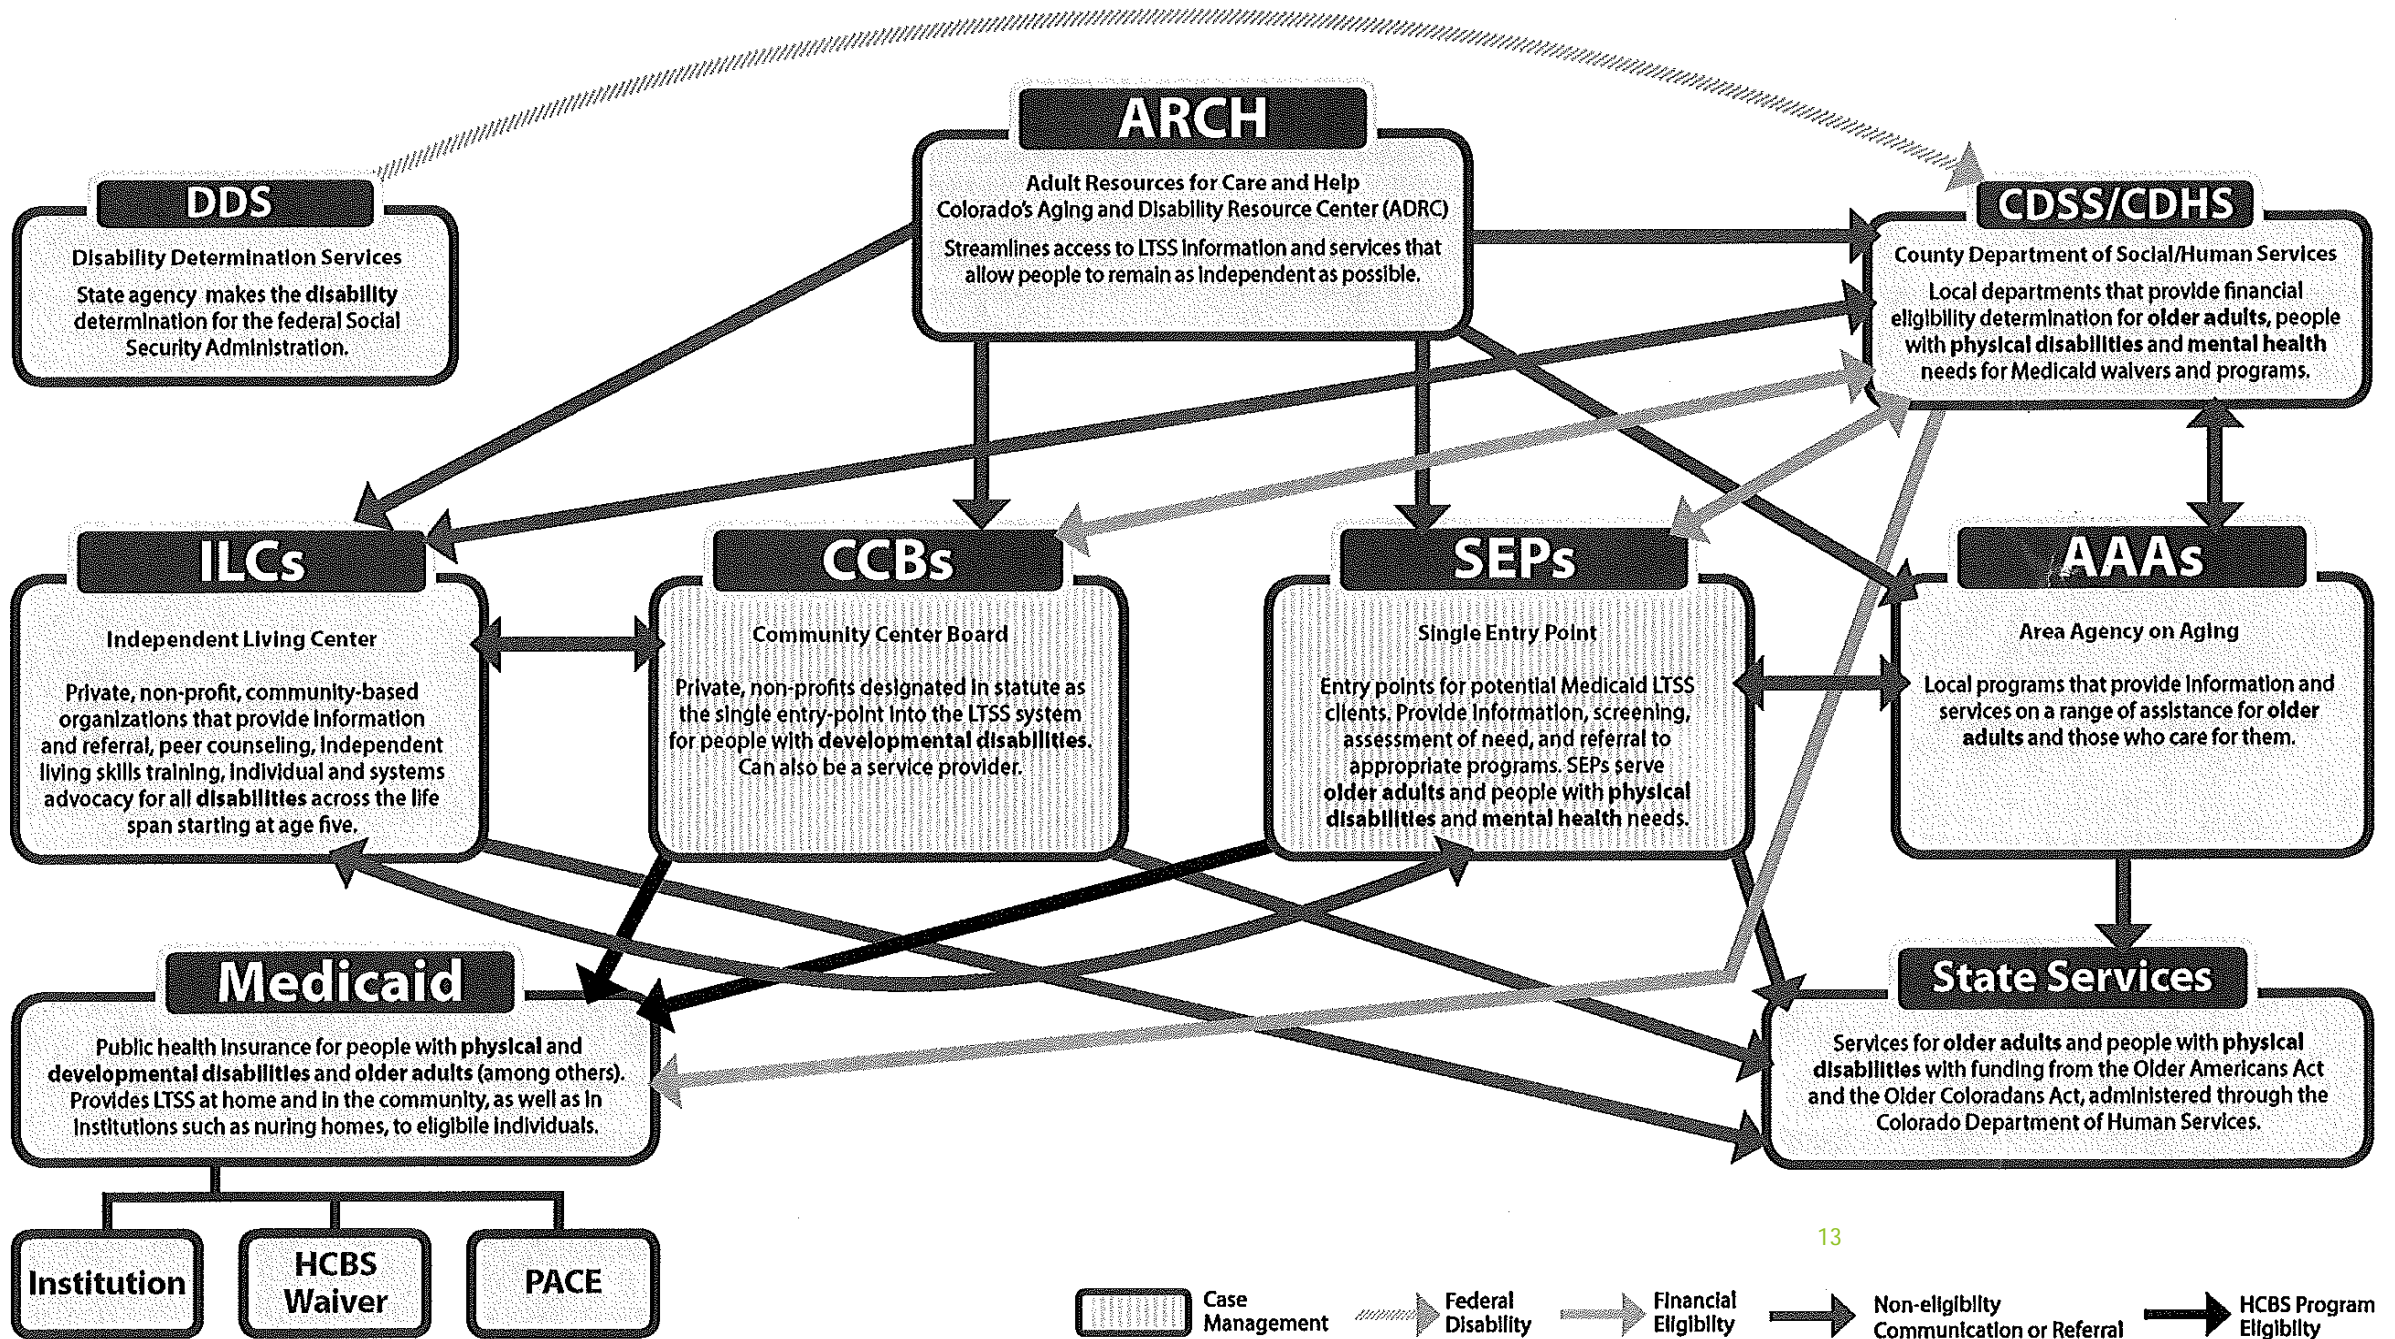 ARCH
Adult Resources for Care and Help
Colorado's Aging and Disability Resource Center (ADRC)
Streamlines access to LTSS information and services that
allow people to remain as independent as possible.
DDS
Disability Determination Services
State agency makes the disability
determination for the federal Social
Security Administration.
CDSS/CDHS
County Department of Social/Human Services
Local departments that provide financial
eligibility determination for older adults, people
with physical disabilities and mental health
needs for Medicaid waivers and programs.
ILCs
Independent Living Center
Private, non-profit, community-based
organizations that provide information
and referral, peer counseling, independent
living skills training, individual and systems
advocacy for all disabilities across the life
span starting at age five.
CCBs
Community Center Board
Private, non-profits designated in statute as
the single entry-point into the LTSS system
for people with developmental disabilities.
Can also be a service provider.
SEPs
Single Entry Point
Entry points for potential Medicaid LTSS
clients. Provide information, screening,
assessment of need, and referral to
appropriate programs. SEPs serve
older adults and people with physical
disabilities and mental health needs.
AAAs
Area Agency on Aging
Local programs that provide information and
services on a range of assistance for older
adults and those who care for them.
Medicaid
Public health insurance for people with physical and
developmental disabilities and older adults (among others).
Provides LTSS at home and in the community, as well as in
institutions such as nuring homes, to eligibile individuals.
State Services
Services for older adults and people with physical
disabilities with funding from the Older Americans Act
and the Older Coloradans Act, administered through the
Colorado Department of Human Services.
Institution
HCBS
Waiver
PACE
13
Case
Management
Federal
Disability
Financial
Eligibilty
Non-eligibilty
Communication or Referral
HCBS Program
Eligibilty